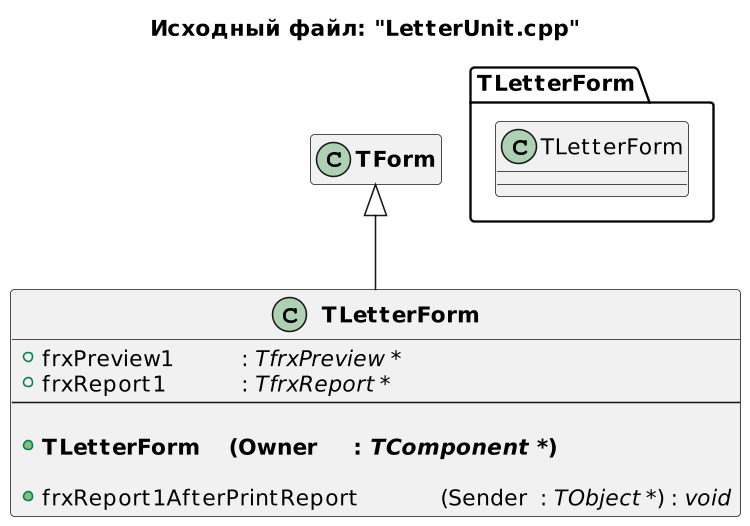 Исходный файл: "LetterUnit.cpp"
TLetterForm
C TLetterForm
C TForm
C TLetterForm
frxPreview1 : TfrxPreview *
frxReport1 : TfrxReport *
TLetterForm (Owner : TComponent *)
frxReport1AfterPrintReport (Sender : TObject *) : void